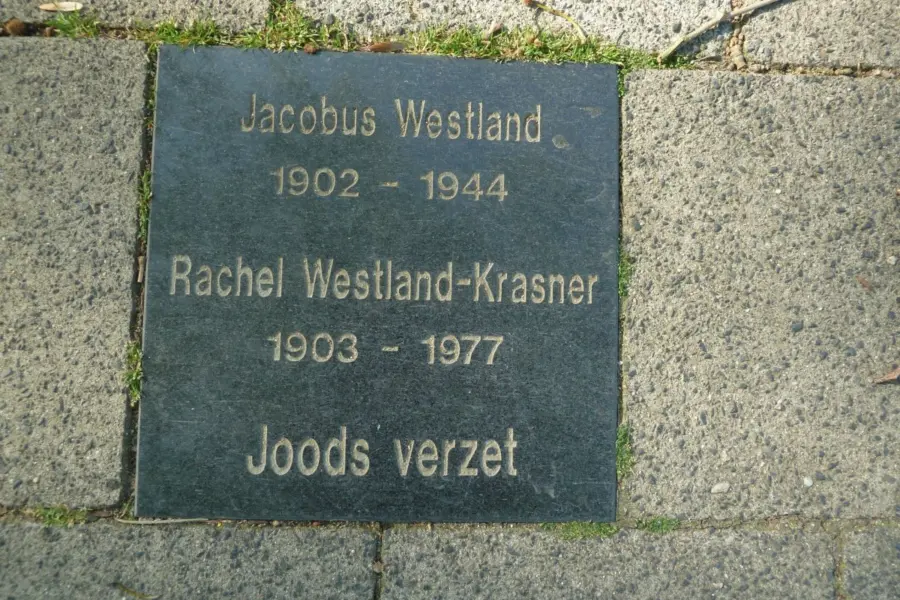 Jacobus Westland
1902 - 1944
Rachel Westland-Krasner
1903 - 1977
Joods verzet